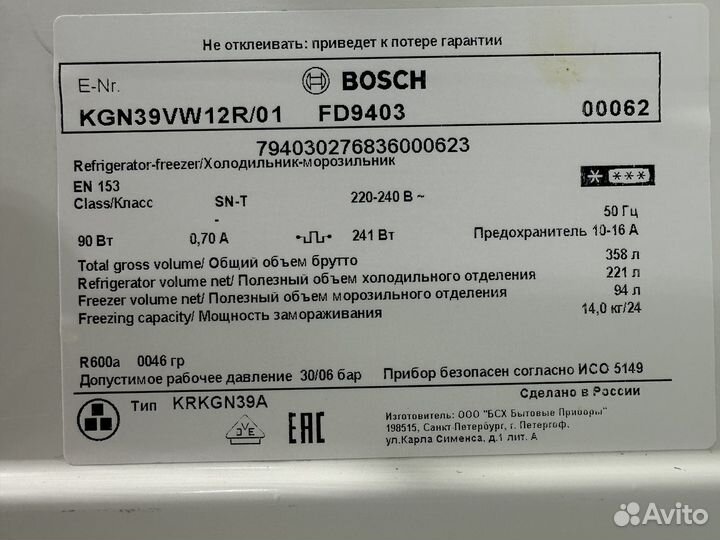 Не отклеивать: приведет к потере гарантии
E-Nr. BOSCH
KGN39VW12R/01 FD9403 00062
794030276836000623
Refrigerator-freezer/Холодильник-морозильник
EN 153
Class/Класс SN-T 220-240 В ~
- 50 Гц
90 Вт 0,70 A 241 Вт Предохранитель 10-16 A
Total gross volume/ Общий объем брутто 358 л
Refrigerator volume net/ Полезный объем холодильного отделения 221 л
Freezer volume net/ Полезный объем морозильного отделения 94 л
Freezing capacity/ Мощность замораживания 14,0 кг/24
R600a 0046 гр
Допустимое рабочее давление 30/06 бар Прибор безопасен согласно ИСО 5149
Сделано в России
Тип KRKGN39A
DVE
EAC
Изготовитель: ООО "БСХ Бытовые Приборы"
198515, Санкт-Петербург, г. Петергоф,
ул.Карла Сименса, д.1 лит. А
Avito